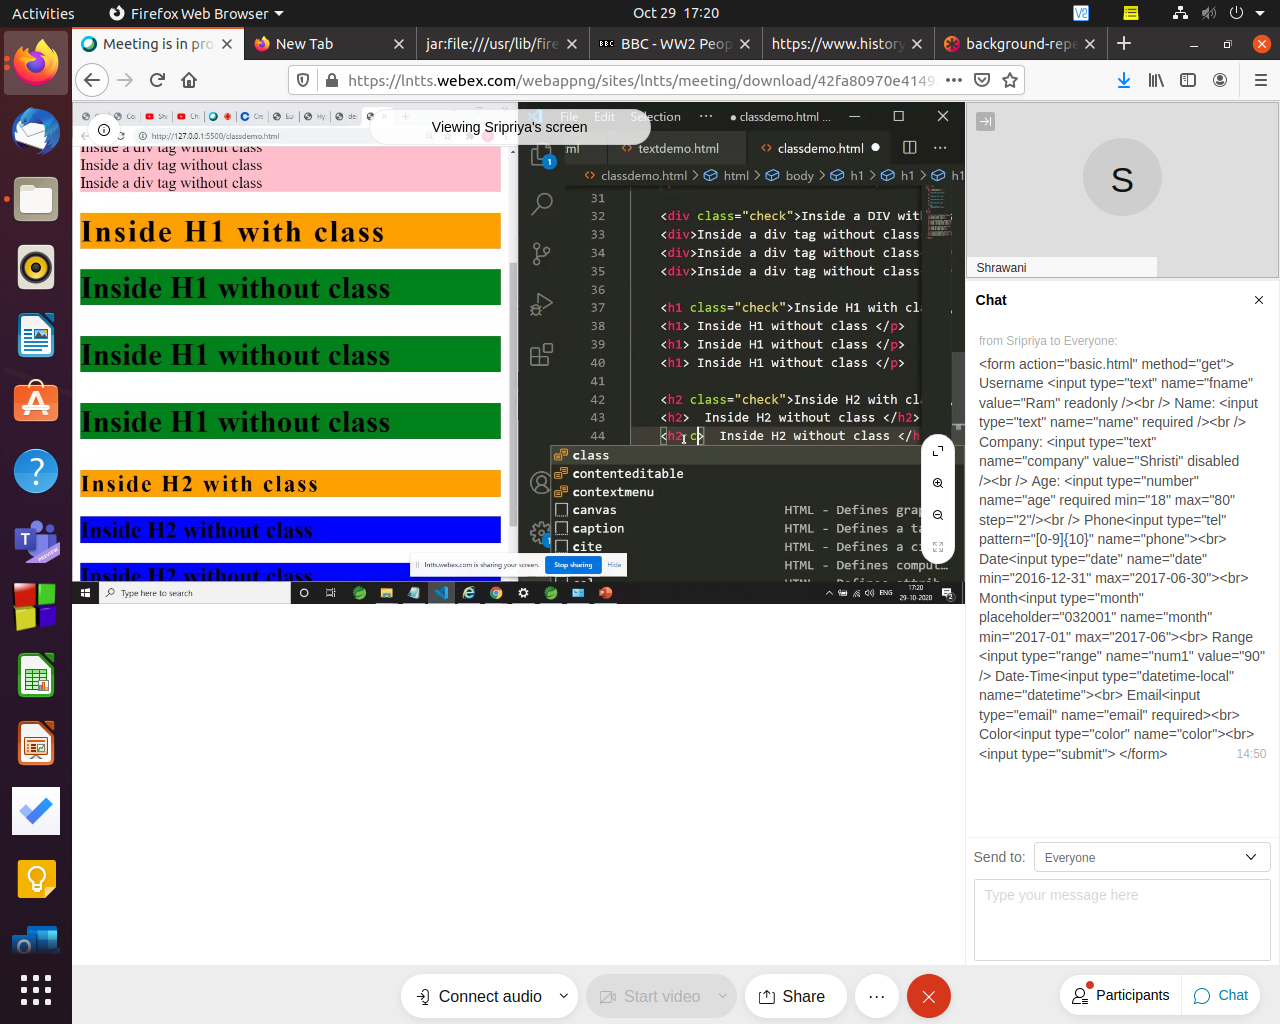 Activities
Firefox Web Browser
Oct 29 17:20
Meeting is in pro
New Tab
jar:file:///usr/lib/fire
BBC - WW2 Peop
https://www.history
background-repe
https://lntts.webex.com/webappng/sites/lntts/meeting/download/42fa80970e4149
Viewing Sripriya's screen
http://127.0.0.1:5500/classdemo.html
Inside a div tag without class
Inside a div tag without class
Inside a div tag without class
Inside H1 with class
Inside H1 without class
Inside H1 without class
Inside H1 without class
Inside H2 with class
Inside H2 without class
Inside H2 without class
File Edit Selection
classdemo.html ...
textdemo.html
classdemo.html
classdemo.html > html > body > h1 > h1 > h1
31
32 <div class="check">Inside a DIV wit
33 <div>Inside a div tag without class
34 <div>Inside a div tag without class
35 <div>Inside a div tag without class
36
37 <h1 class="check">Inside H1 with cla
38 <h1> Inside H1 without class </p>
39 <h1> Inside H1 without class </p>
40 <h1> Inside H1 without class </p>
41
42 <h2 class="check">Inside H2 with cla
43 <h2>  Inside H2 without class </h2>
44 <h2 c>  Inside H2 without class </h
class
contenteditable
contextmenu
canvas HTML - Defines grap
caption HTML - Defines a ta
cite HTML - Defines a ci
HTML - Defines comput…
lntts.webex.com is sharing your screen.
Stop sharing
Hide
Type here to search
ENG
17:20
29-10-2020
S
Shrawani
Chat
from Sripriya to Everyone:
<form action="basic.html" method="get">
Username <input type="text" name="fname"
value="Ram" readonly /><br /> Name: <input
type="text" name="name" required /><br />
Company: <input type="text"
name="company" value="Shristi" disabled
/><br /> Age: <input type="number"
name="age" required min="18" max="80"
step="2"/><br /> Phone<input type="tel"
pattern="[0-9]{10}" name="phone"><br>
Date<input type="date" name="date"
min="2016-12-31" max="2017-06-30"><br>
Month<input type="month"
placeholder="032001" name="month"
min="2017-01" max="2017-06"><br> Range
<input type="range" name="num1" value="90"
/> Date-Time<input type="datetime-local"
name="datetime"><br> Email<input
type="email" name="email" required><br>
Color<input type="color" name="color"><br>
<input type="submit"> </form>
14:50
Send to:
Everyone
Type your message here
Connect audio
Start video
Share
Participants
Chat